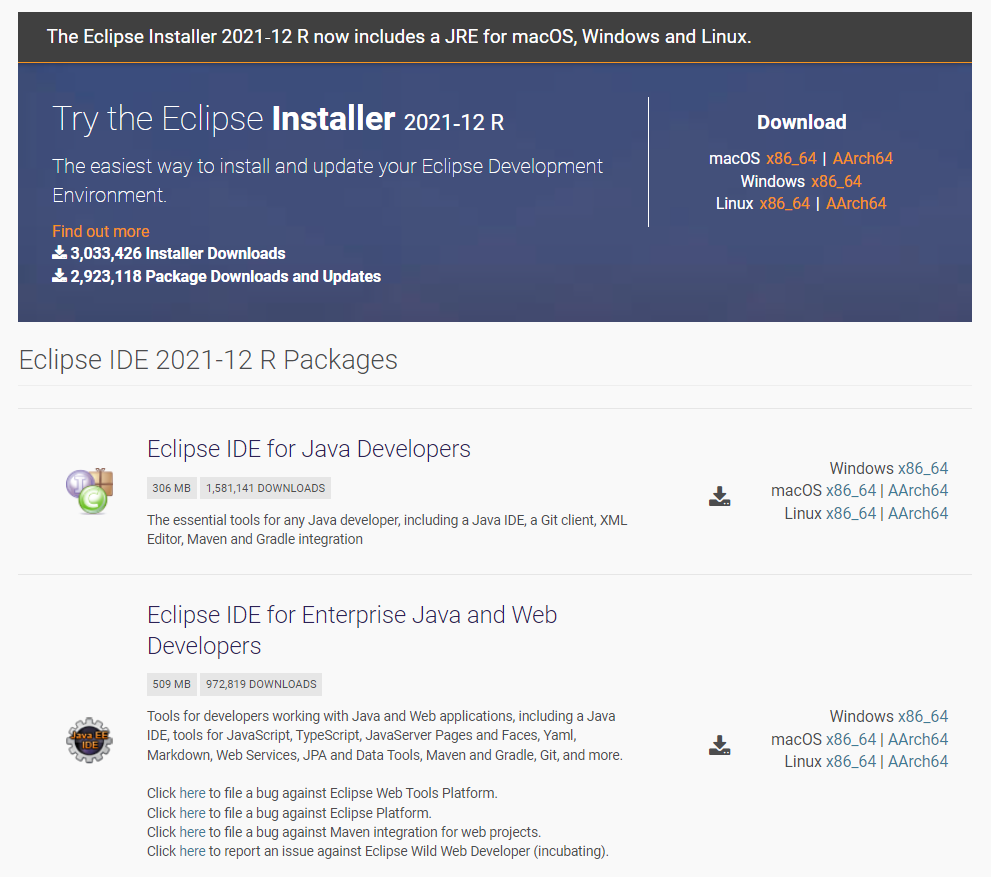 The Eclipse Installer 2021-12 R now includes a JRE for macOS, Windows and Linux.
Try the Eclipse Installer 2021-12 R
The easiest way to install and update your Eclipse Development
Environment.
Find out more
3,033,426 Installer Downloads
2,923,118 Package Downloads and Updates
Download
macOS x86_64 | AArch64
Windows x86_64
Linux x86_64 | AArch64
Eclipse IDE 2021-12 R Packages
Eclipse IDE for Java Developers
306 MB 1,581,141 DOWNLOADS
The essential tools for any Java developer, including a Java IDE, a Git client, XML
Editor, Maven and Gradle integration
Windows x86_64
macOS x86_64 | AArch64
Linux x86_64 | AArch64
Eclipse IDE for Enterprise Java and Web
Developers
509 MB 972,819 DOWNLOADS
Java EE
IDE
Tools for developers working with Java and Web applications, including a Java
IDE, tools for JavaScript, TypeScript, JavaServer Pages and Faces, Yaml,
Markdown, Web Services, JPA and Data Tools, Maven and Gradle, Git, and more.
Click here to file a bug against Eclipse Web Tools Platform.
Click here to file a bug against Eclipse Platform.
Click here to file a bug against Maven integration for web projects.
Click here to report an issue against Eclipse Wild Web Developer (incubating).
Windows x86_64
macOS x86_64 | AArch64
Linux x86_64 | AArch64